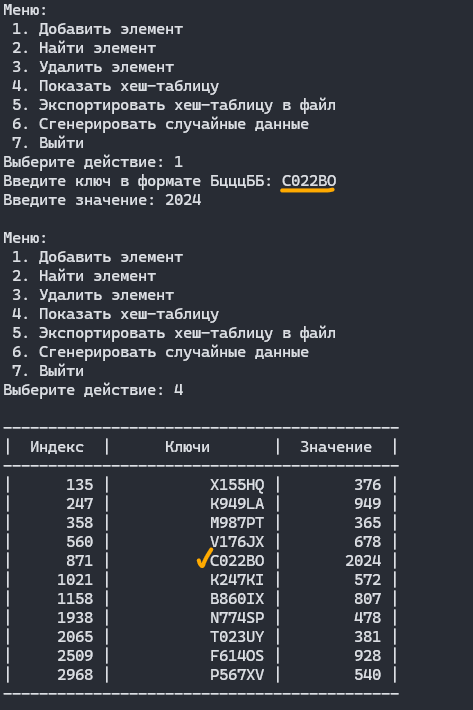 Меню:
1. Добавить элемент
2. Найти элемент
3. Удалить элемент
4. Показать хеш-таблицу
5. Экспортировать хеш-таблицу в файл
6. Сгенерировать случайные данные
7. Выйти
Выберите действие: 1
Введите ключ в формате БцццББ: C022BO
Введите значение: 2024
Меню:
1. Добавить элемент
2. Найти элемент
3. Удалить элемент
4. Показать хеш-таблицу
5. Экспортировать хеш-таблицу в файл
6. Сгенерировать случайные данные
7. Выйти
Выберите действие: 4
| Индекс | Ключи | Значение |
| 135 | X155HQ | 376 |
| 247 | K949LA | 949 |
| 358 | M987PT | 365 |
| 560 | V176JX | 678 |
| 871 | C022BO | 2024 |
| 1021 | K247KI | 572 |
| 1158 | B860IX | 807 |
| 1938 | N774SP | 478 |
| 2065 | T023UY | 381 |
| 2509 | F614OS | 928 |
| 2968 | P567XV | 540 |